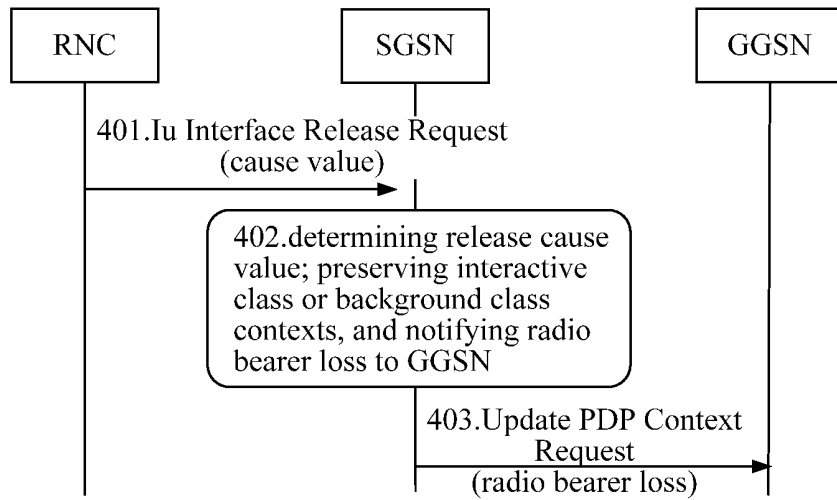 RNC
SGSN
GGSN
401.Iu Interface Release Request
(cause value)
402.determining release cause
value; preserving interactive
class or background class
contexts, and notifying radio
bearer loss to GGSN
403.Update PDP Context
Request
(radio bearer loss)